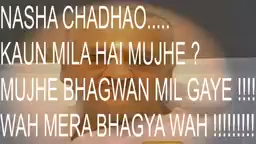 NASHA CHADHAO.....
KAUN MILA HAI MUJHE ?
MUJHE BHAGWAN MIL GAYE !!!!
WAH MERA BHAGYA WAH !!!!!!!!!